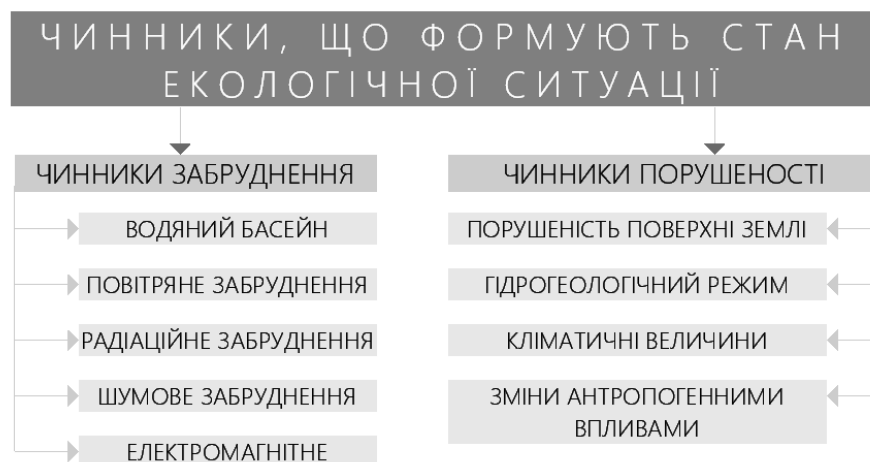 ЧИННИКИ, ЩО ФОРМУЮТЬ СТАН
ЕКОЛОГІЧНОЇ СИТУАЦІЇ
ЧИННИКИ ЗАБРУДНЕННЯ
ВОДЯНИЙ БАСЕЙН
ПОВІТРЯНЕ ЗАБРУДНЕННЯ
РАДІАЦІЙНЕ ЗАБРУДНЕННЯ
ШУМОВЕ ЗАБРУДНЕННЯ
ЕЛЕКТРОМАГНІТНЕ
ЧИННИКИ ПОРУШЕНОСТІ
ПОРУШЕНІСТЬ ПОВЕРХНІ ЗЕМЛІ
ГІДРОГЕОЛОГІЧНИЙ РЕЖИМ
КЛІМАТИЧНІ ВЕЛИЧИНИ
ЗМІНИ АНТРОПОГЕННИМИ
ВПЛИВАМИ